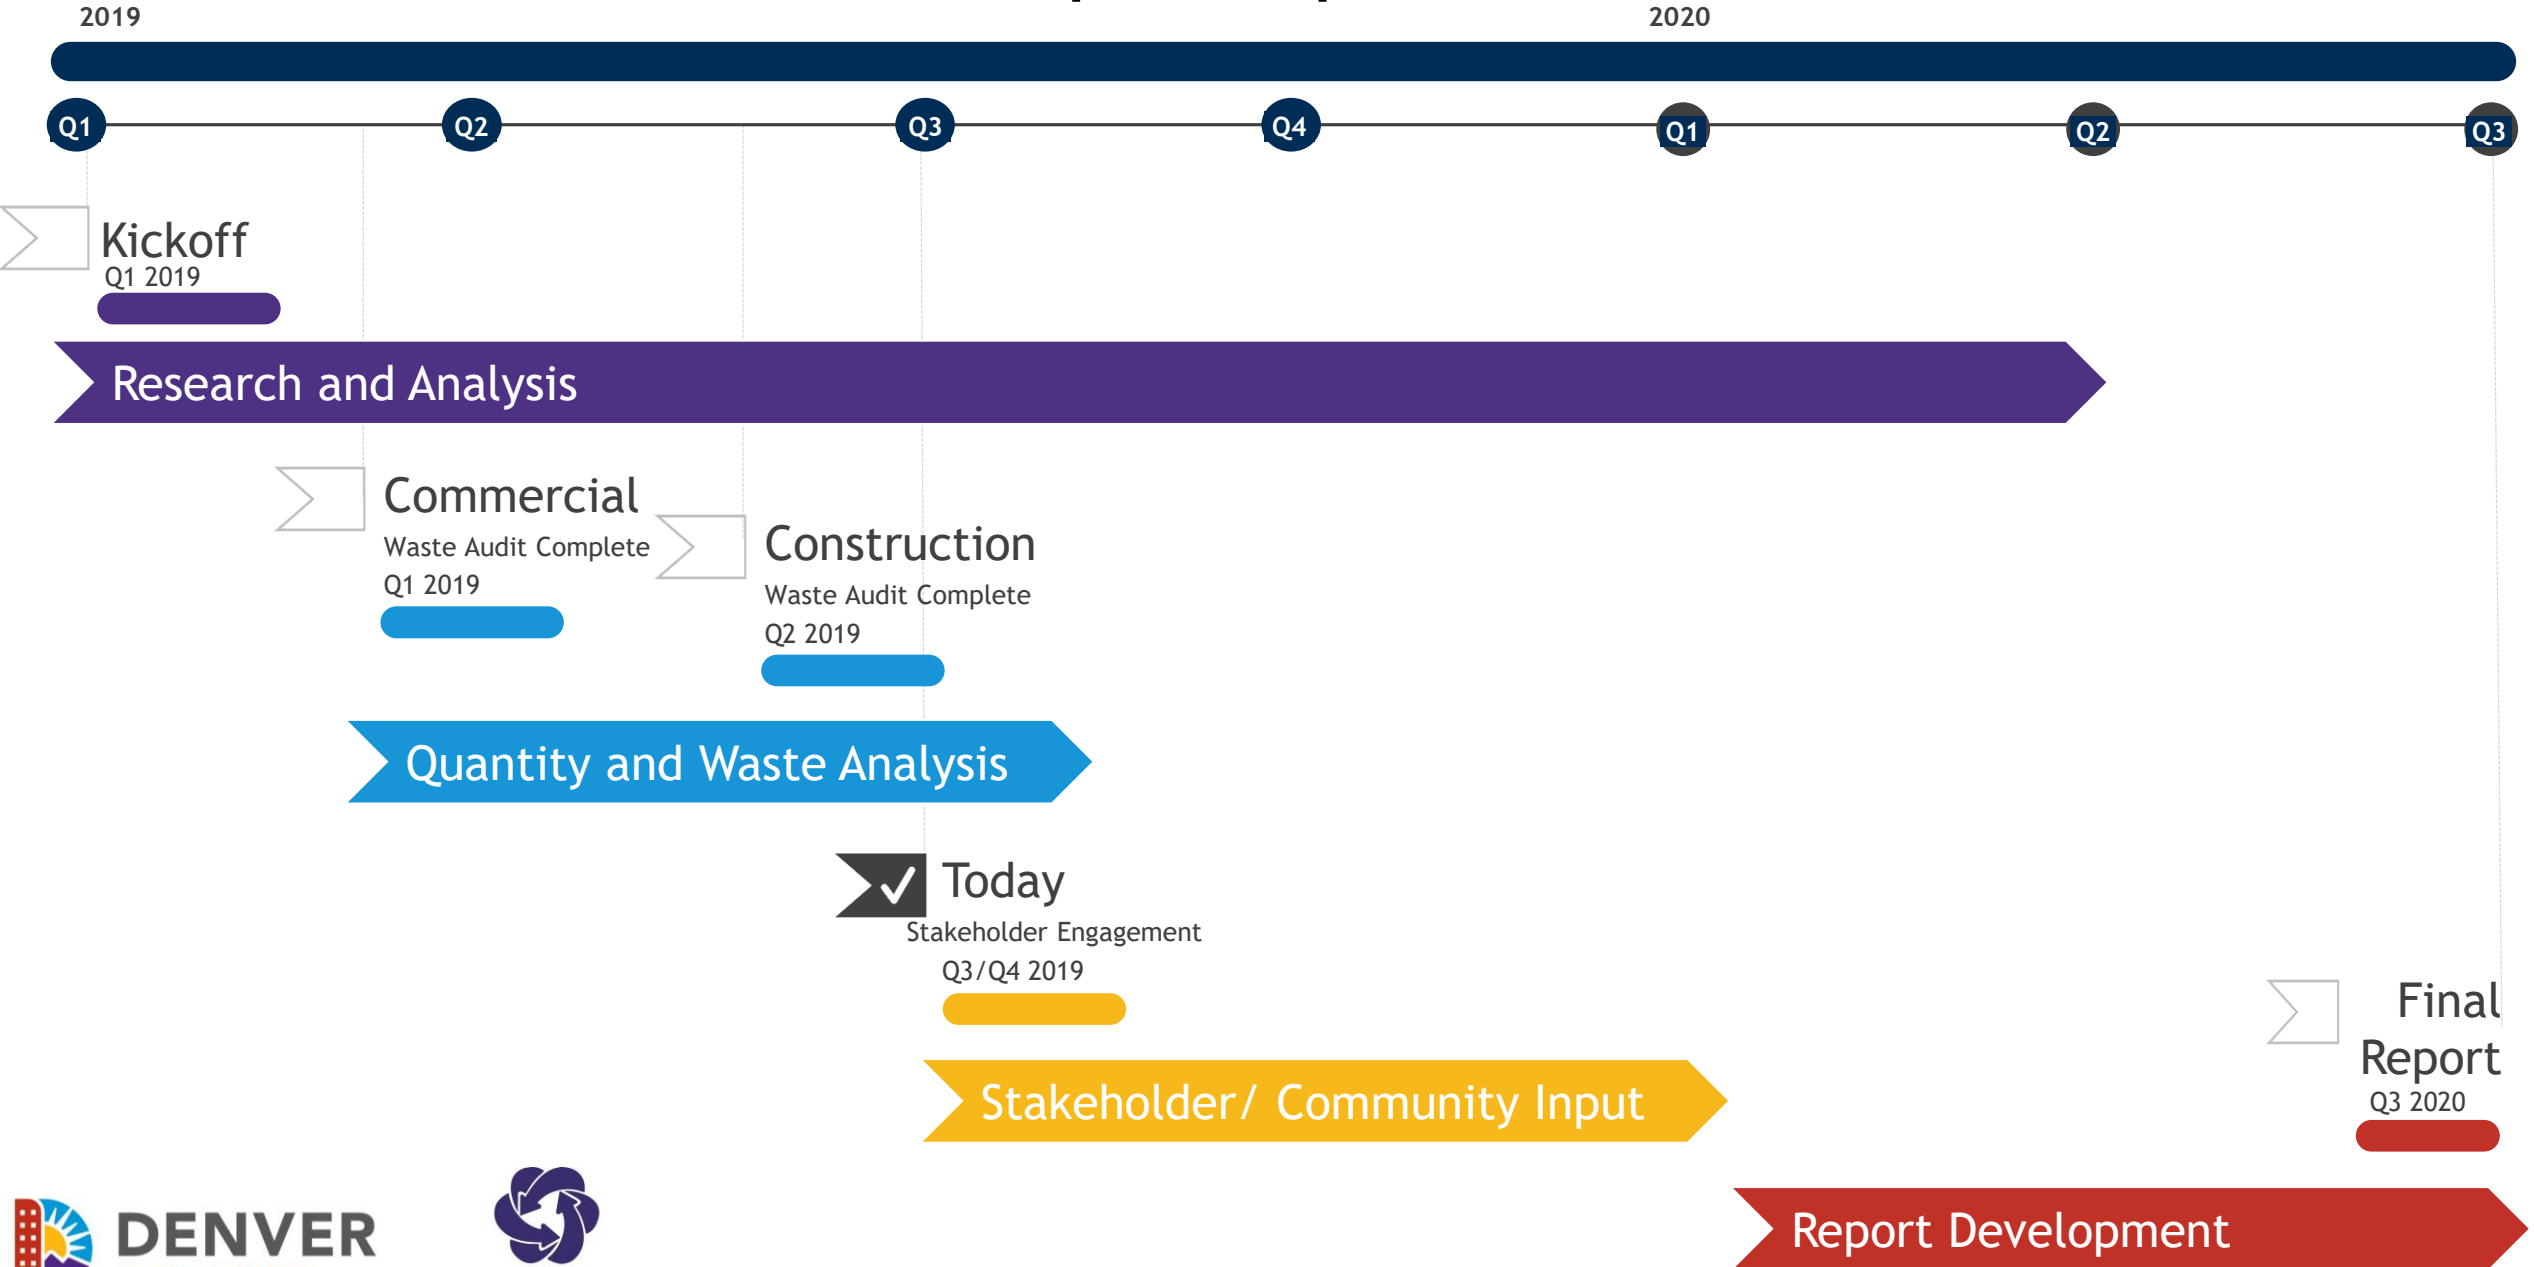 2019 2020
Q1 Q2 Q3 Q4 Q1 Q2 Q3
Kickoff
Q1 2019
Research and Analysis
Commercial
Waste Audit Complete
Q1 2019
Construction
Waste Audit Complete
Q2 2019
Quantity and Waste Analysis
Today
Stakeholder Engagement
Q3/Q4 2019
Final
Report
Q3 2020
Stakeholder/ Community Input
Report Development
DENVER